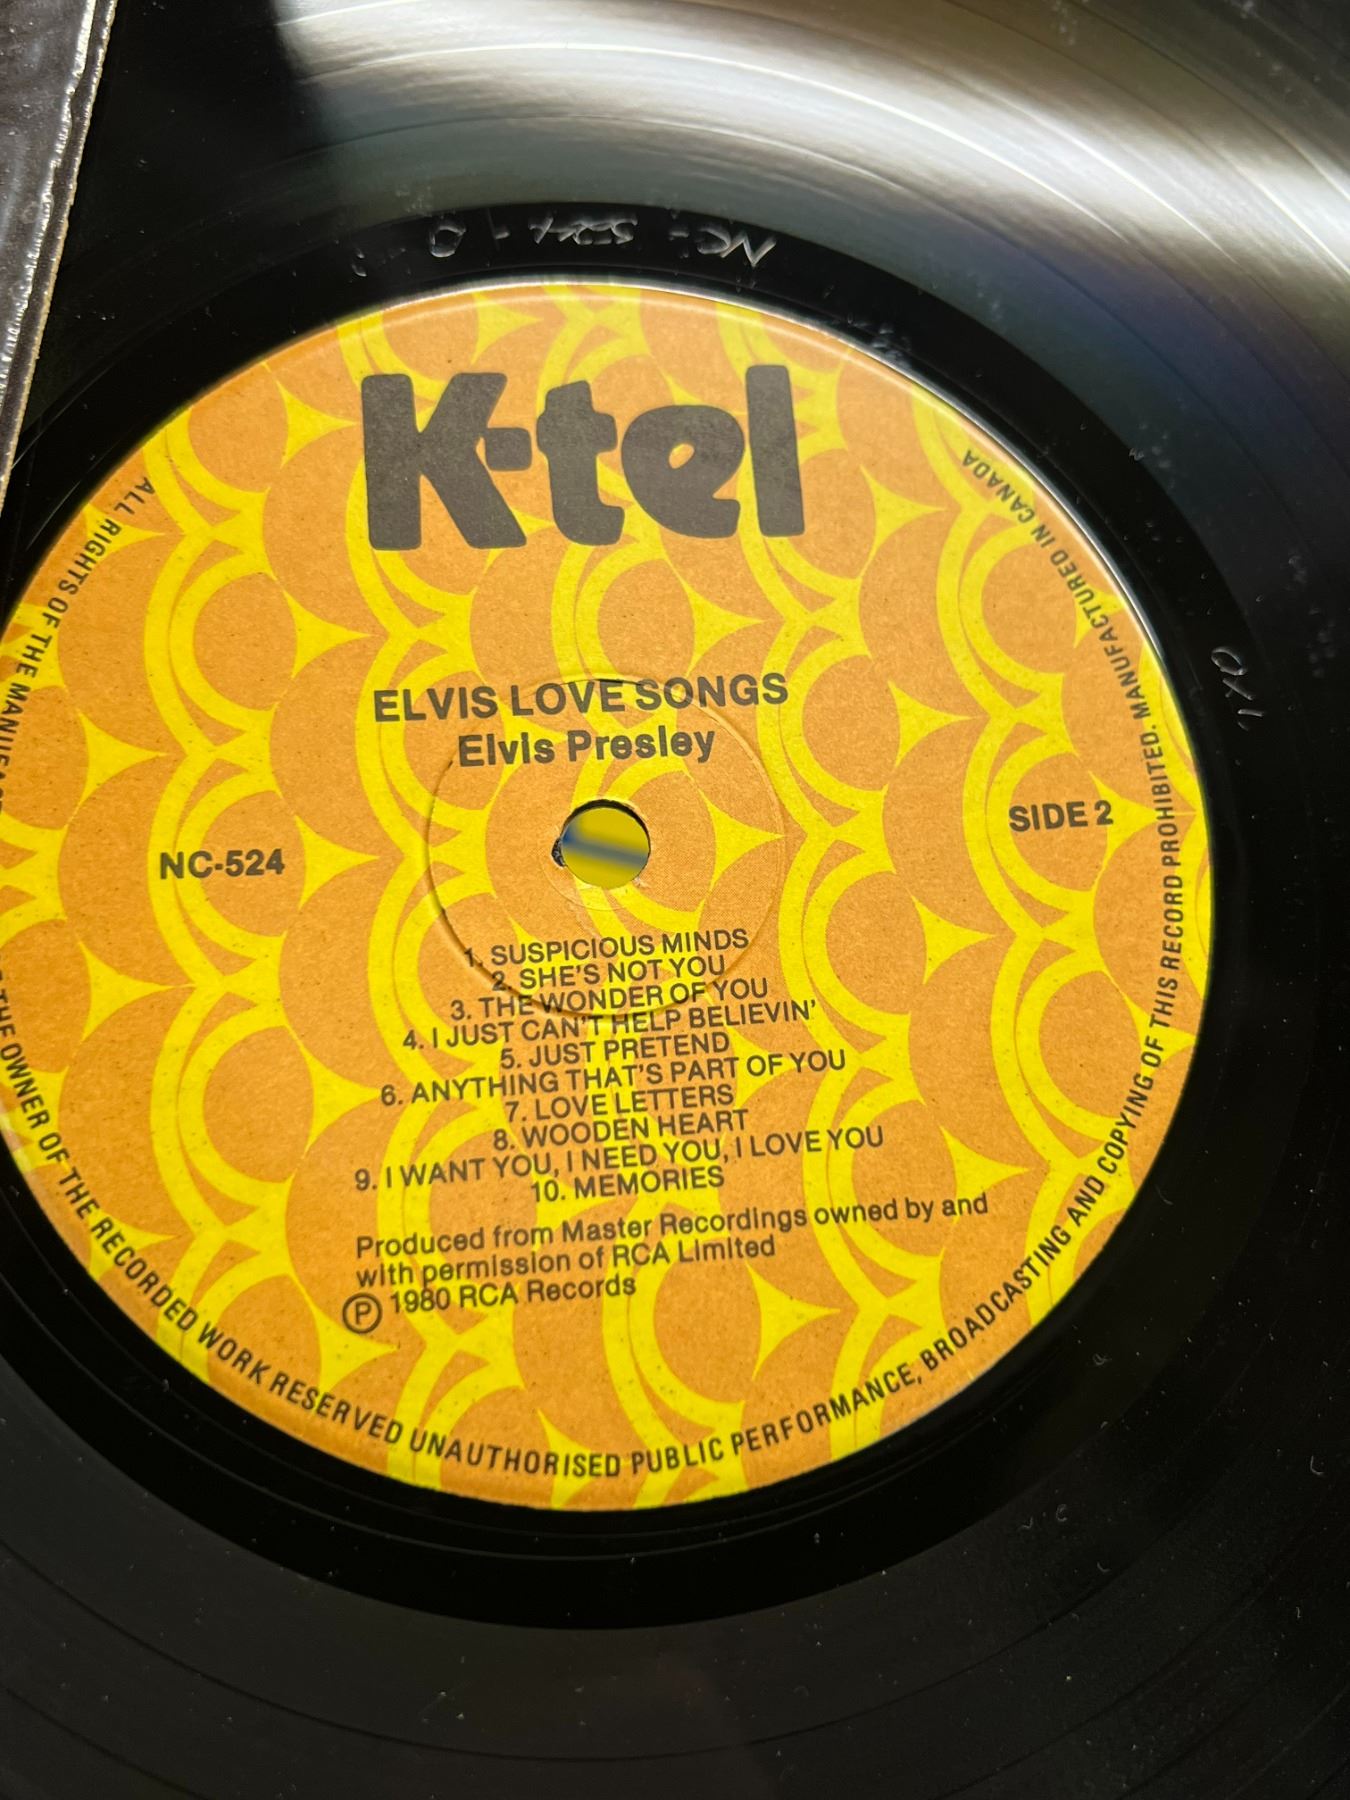 K-tel
ELVIS LOVE SONGS
Elvis Presley
NC-524
SIDE 2
1. SUSPICIOUS MINDS
2. SHE'S NOT YOU
3. THE WONDER OF YOU
4. I JUST CAN'T HELP BELIEVIN'
5. JUST PRETEND
6. ANYTHING THAT'S PART OF YOU
7. LOVE LETTERS
8. WOODEN HEART
9. I WANT YOU, I NEED YOU, I LOVE YOU
10. MEMORIES
Produced from Master Recordings owned by and
with permission of RCA Limited
Ⓟ 1980 RCA Records
ALL RIGHTS OF THE THE OWNER OF THE RECORDED WORK RESERVED UNAUTHORISED PUBLIC PERFORMANCE, BROADCASTING AND COPYING OF THIS RECORD PROHIBITED. MANUFACTURED IN CANADA